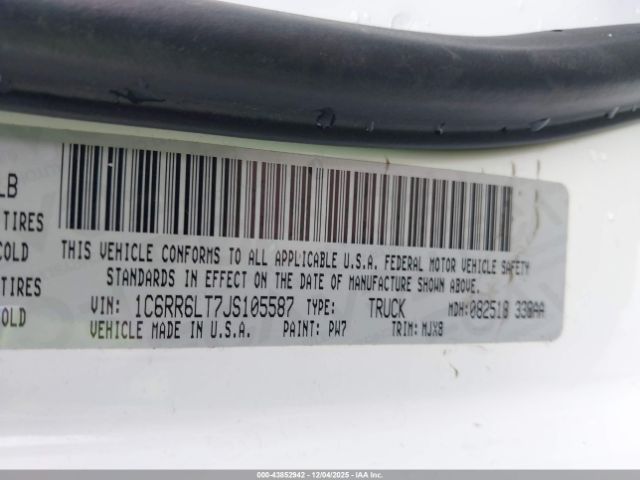 LB
TIRES
COLD
TIRES
COLD
THIS VEHICLE CONFORMS TO ALL APPLICABLE U.S.A. FEDERAL MOTOR VEHICLE SAFETY
STANDARDS IN EFFECT ON THE DATE OF MANUFACTURE SHOWN ABOVE.
VIN: 1C6RR6LT7JS105587 TYPE: TRUCK MDH:082518 330AA
VEHICLE MADE IN U.S.A. PAINT: PW7 TRIM: MJX8
000-43852942 - 12/04/2025 - IAA Inc.